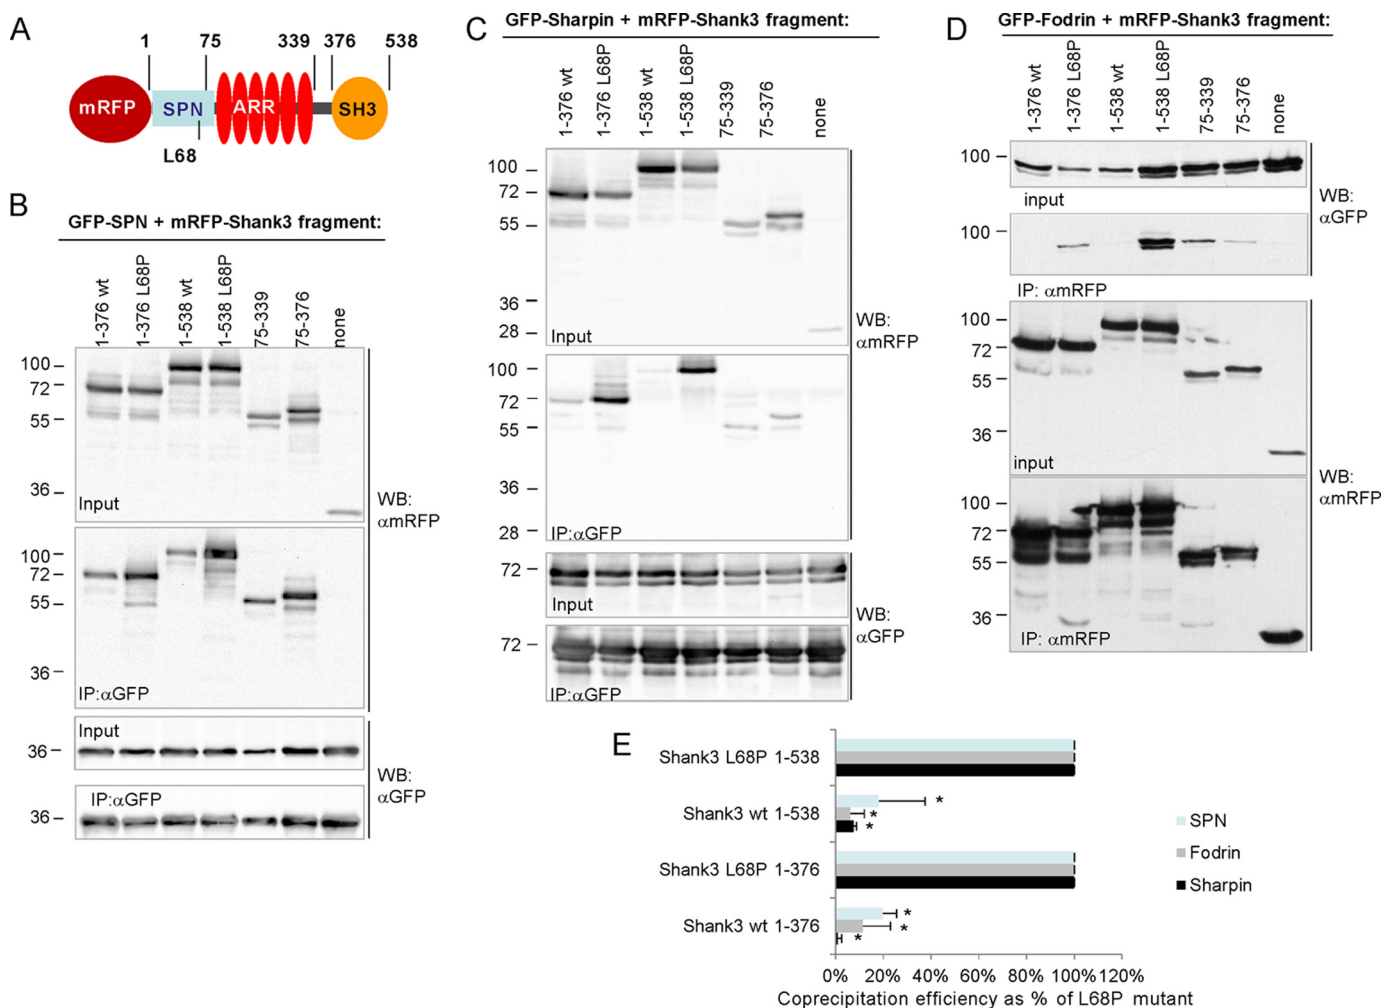 A
1 75 339 376 538
mRFP SPN ARR SH3
L68
B
GFP-SPN + mRFP-Shank3 fragment:
1-376 wt
1-376 L68P
1-538 wt
1-538 L68P
75-339
75-376
none
100
72
55
36
Input
WB:
αmRFP
100
72
55
36
IP:αGFP
Input
36
WB:
αGFP
IP:αGFP
36
C
GFP-Sharpin + mRFP-Shank3 fragment:
1-376 wt
1-376 L68P
1-538 wt
1-538 L68P
75-339
75-376
none
100
72
55
36
28
Input
WB:
αmRFP
100
72
55
36
28
IP:αGFP
72
Input
WB:
αGFP
72
IP:αGFP
D
GFP-Fodrin + mRFP-Shank3 fragment:
1-376 wt
1-376 L68P
1-538 wt
1-538 L68P
75-339
75-376
none
100
input
WB:
αGFP
100
IP: αmRFP
100
72
55
36
input
WB:
αmRFP
100
72
55
36
IP: αmRFP
E
Shank3 L68P 1-538
Shank3 wt 1-538
* * *
Shank3 L68P 1-376
Shank3 wt 1-376
* * *
SPN
Fodrin
Sharpin
0% 20% 40% 60% 80% 100% 120%
Coprecipitation efficiency as % of L68P mutant